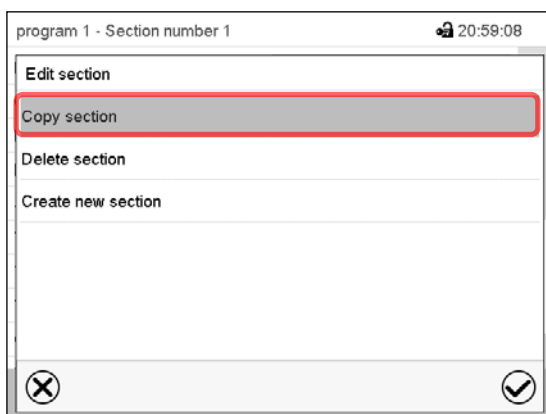 program 1 - Section number 1 20:59:08
Edit section
Copy section
Delete section
Create new section